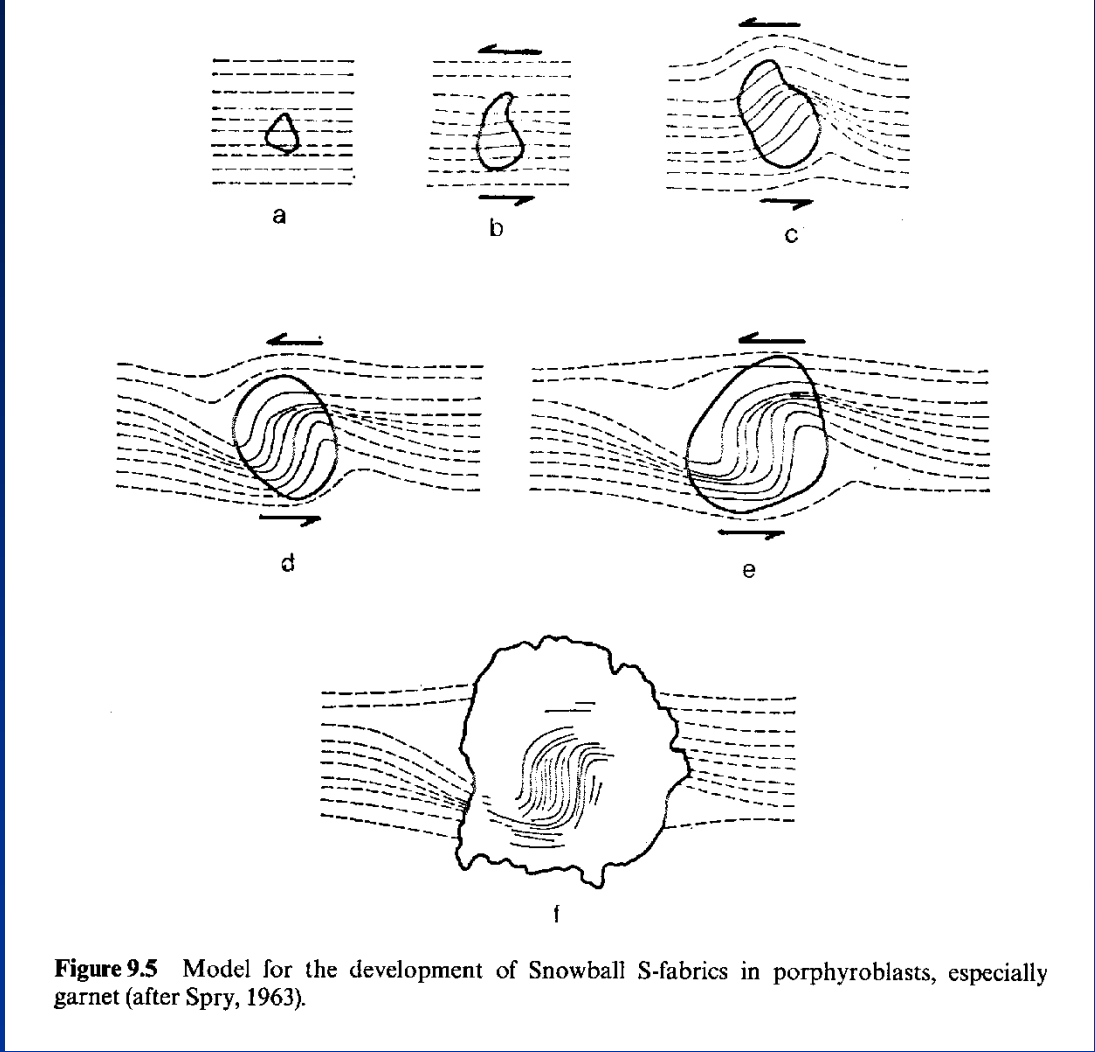 a
b
c
d
e
f
Figure 9.5 Model for the development of Snowball S-fabrics in porphyroblasts, especially
garnet (after Spry, 1963).